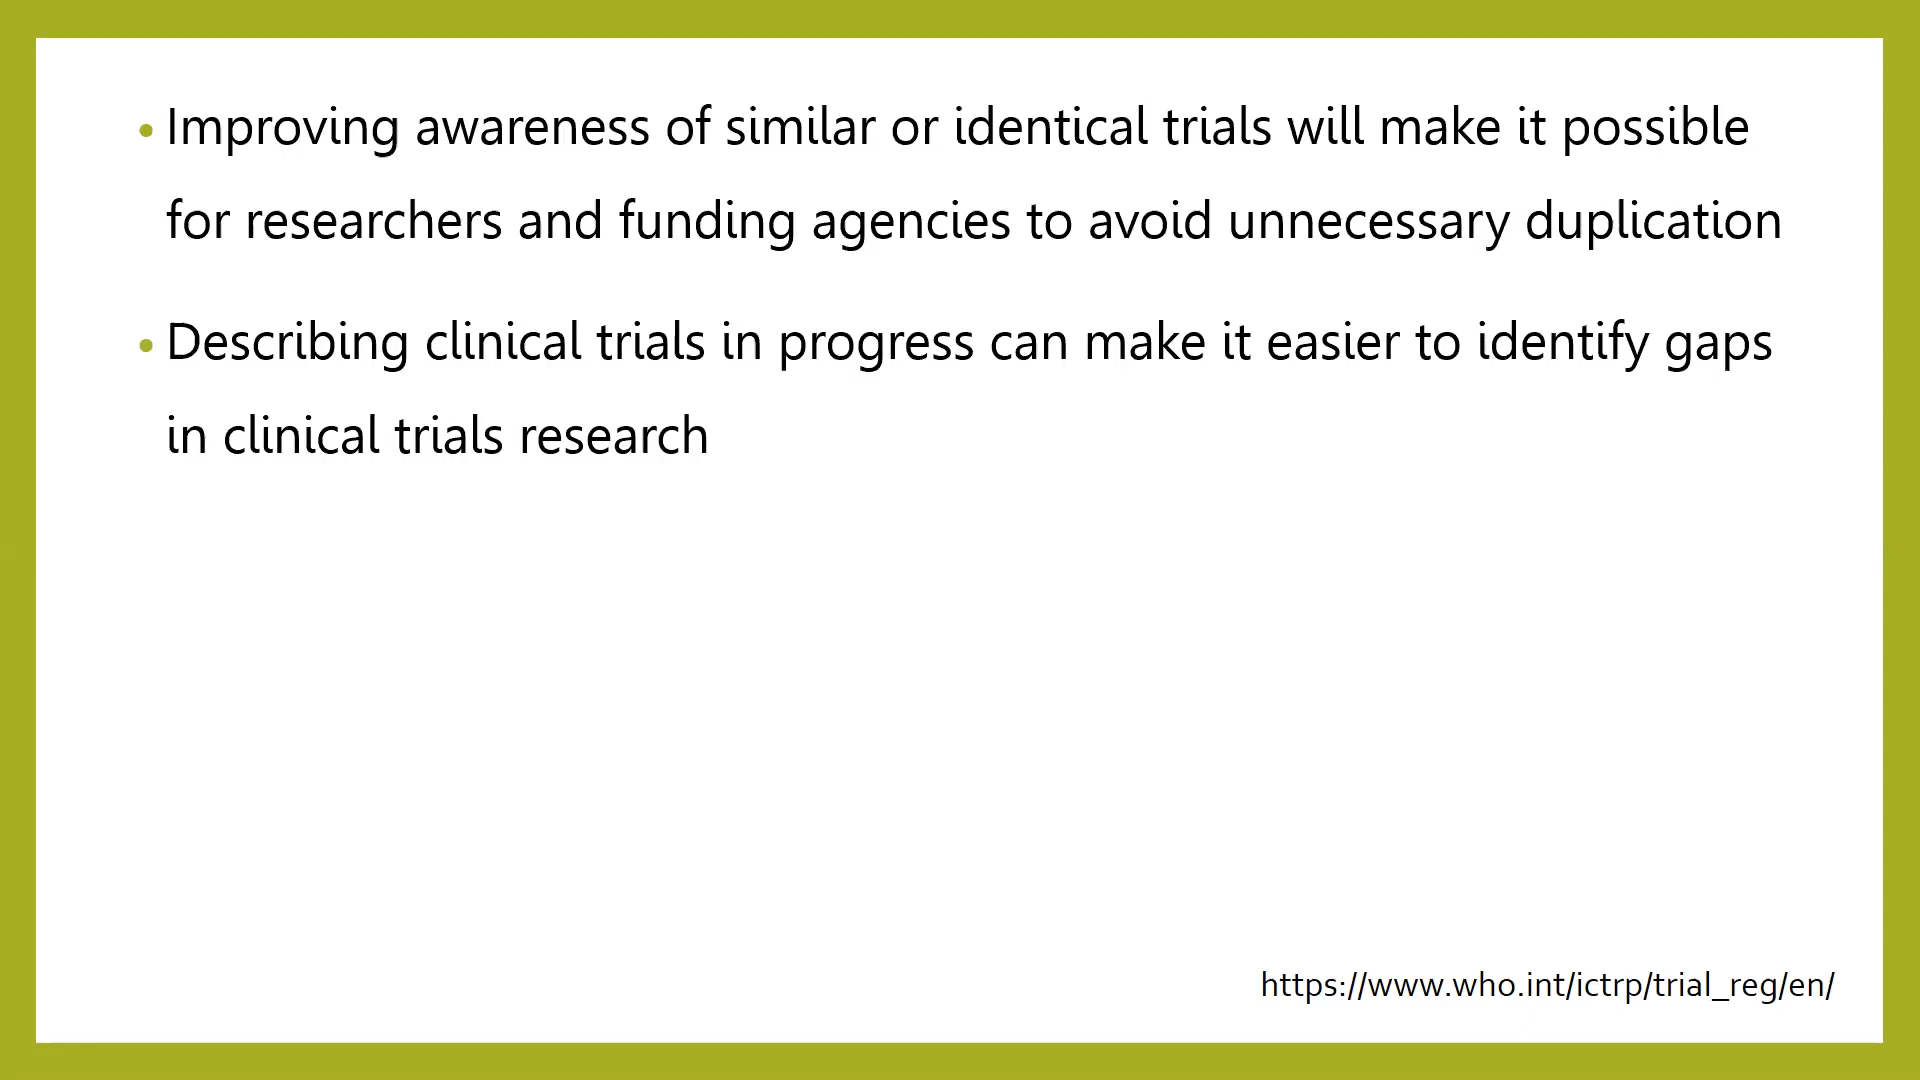 • Improving awareness of similar or identical trials will make it possible
for researchers and funding agencies to avoid unnecessary duplication
• Describing clinical trials in progress can make it easier to identify gaps
in clinical trials research
https://www.who.int/ictrp/trial_reg/en/